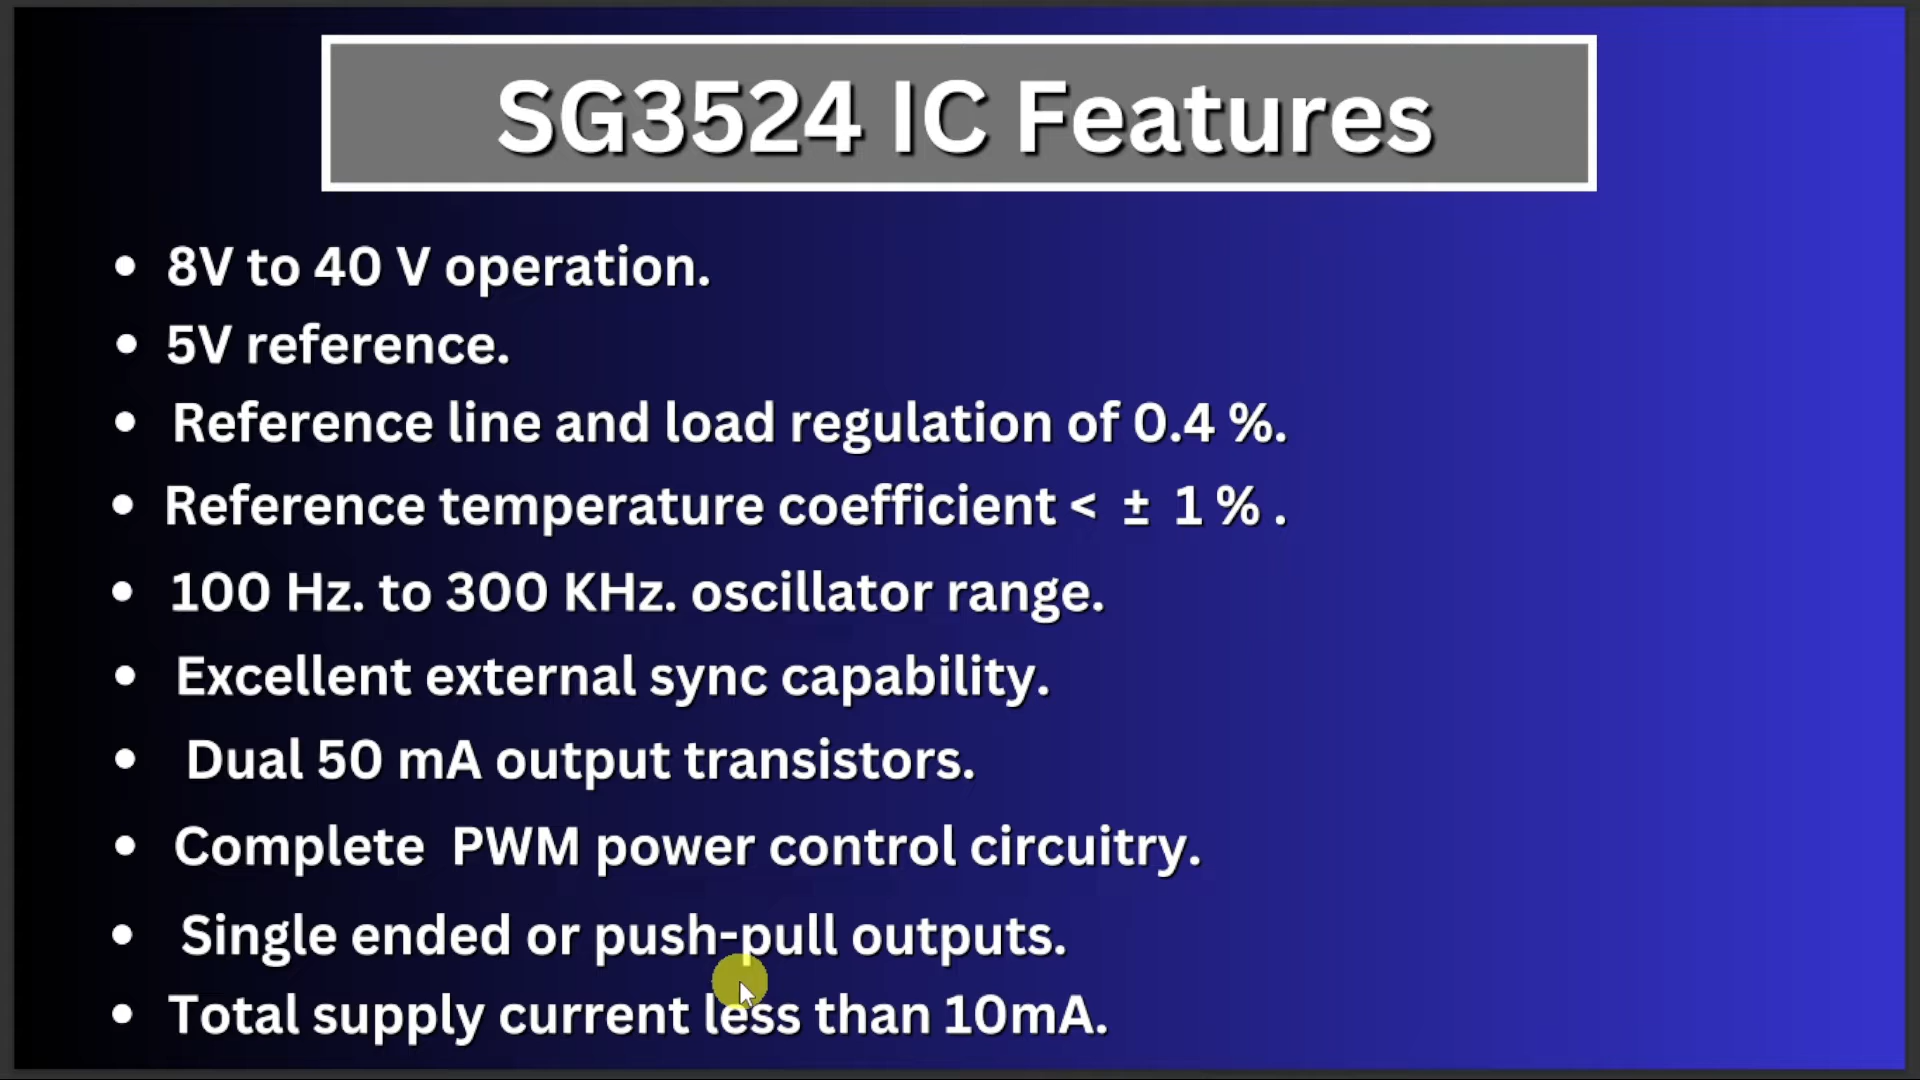 SG3524 IC Features
• 8V to 40 V operation.
• 5V reference.
• Reference line and load regulation of 0.4 %.
• Reference temperature coefficient < ± 1 % .
• 100 Hz. to 300 KHz. oscillator range.
• Excellent external sync capability.
• Dual 50 mA output transistors.
• Complete PWM power control circuitry.
• Single ended or push-pull outputs.
• Total supply current less than 10mA.